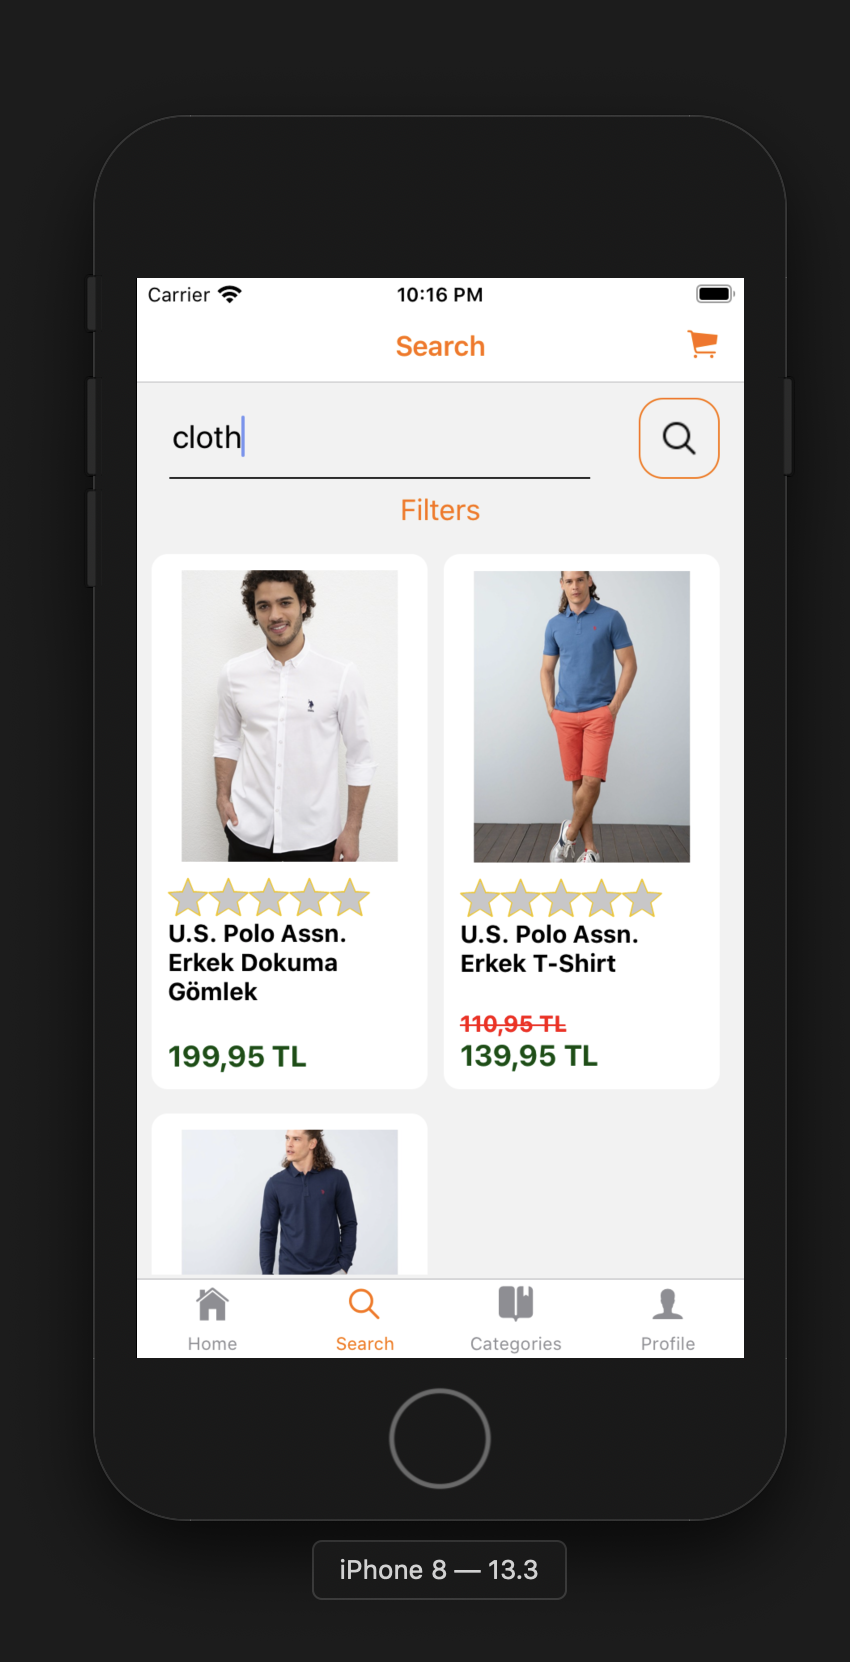 Carrier 10:16 PM
Search
cloth
Filters
U.S. Polo Assn.
Erkek Dokuma
Gömlek
199,95 TL
U.S. Polo Assn.
Erkek T-Shirt
110,95 TL
139,95 TL
Home Search Categories Profile
iPhone 8 — 13.3